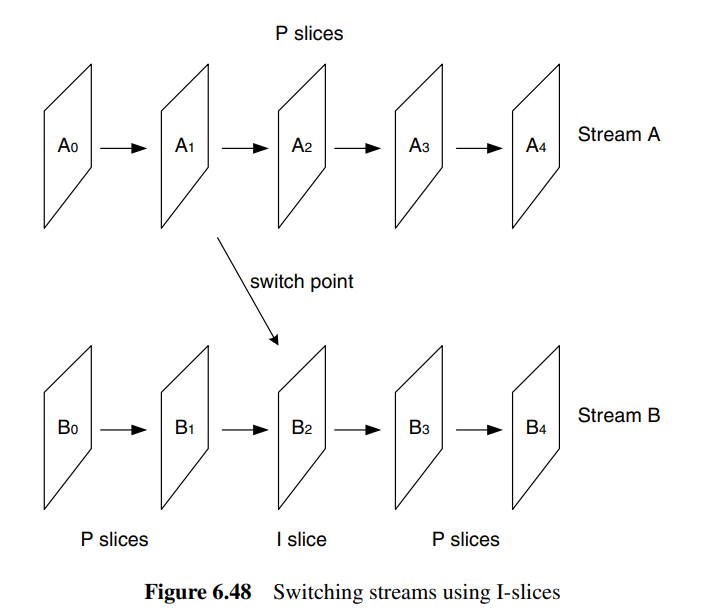 P slices
A0 A1 A2 A3 A4 Stream A
switch point
B0 B1 B2 B3 B4 Stream B
P slices I slice P slices
Figure 6.48 Switching streams using I-slices